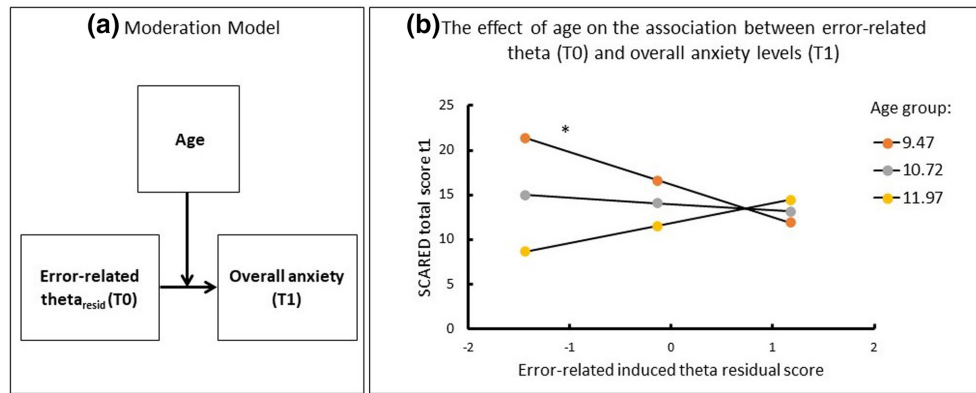 (a) Moderation Model
Age
Error-related
theta_resid (T0)
Overall anxiety
(T1)
(b) The effect of age on the association between error-related
theta (T0) and overall anxiety levels (T1)
SCARED total score t1
25
20
15
10
5
0
*
-2 -1 0 1 2
Error-related induced theta residual score
Age group:
9.47
10.72
11.97